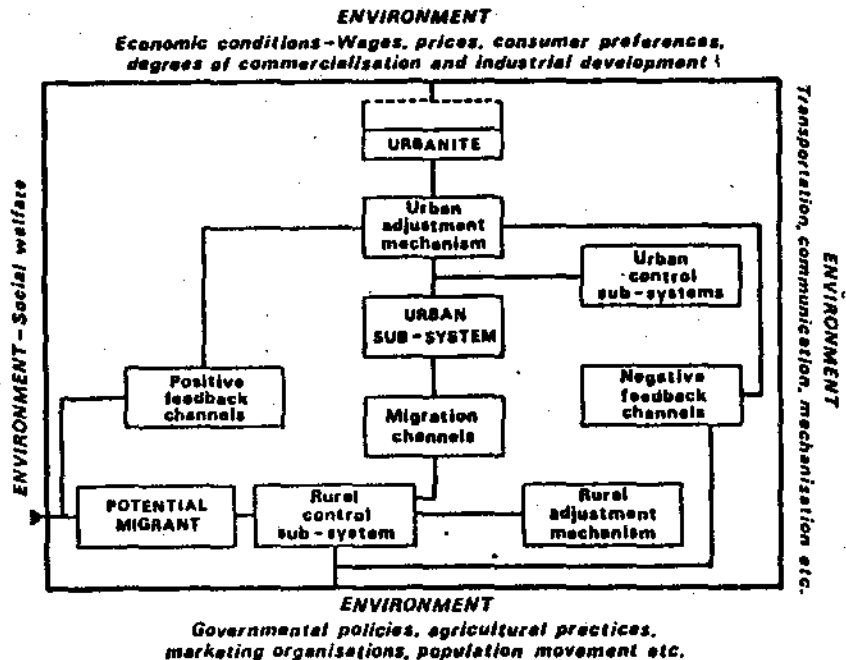 ENVIRONMENT
Economic conditions-Wages, prices, consumer preferences,
degrees of commercialisation and industrial development
URBANITE
Urban
adjustment
mechanism
Urban
control
sub-systems
URBAN
SUB-SYSTEM
Positive
feedback
channels
Negative
feedback
channels
Migration
channels
POTENTIAL
MIGRANT
Rural
control
sub-system
Rural
adjustment
mechanism
ENVIRONMENT-Social welfare
Transportation, communication, mechanisation etc.
ENVIRONMENT
ENVIRONMENT
Governmental policies, agricultural practices,
marketing organisations, population movement etc.